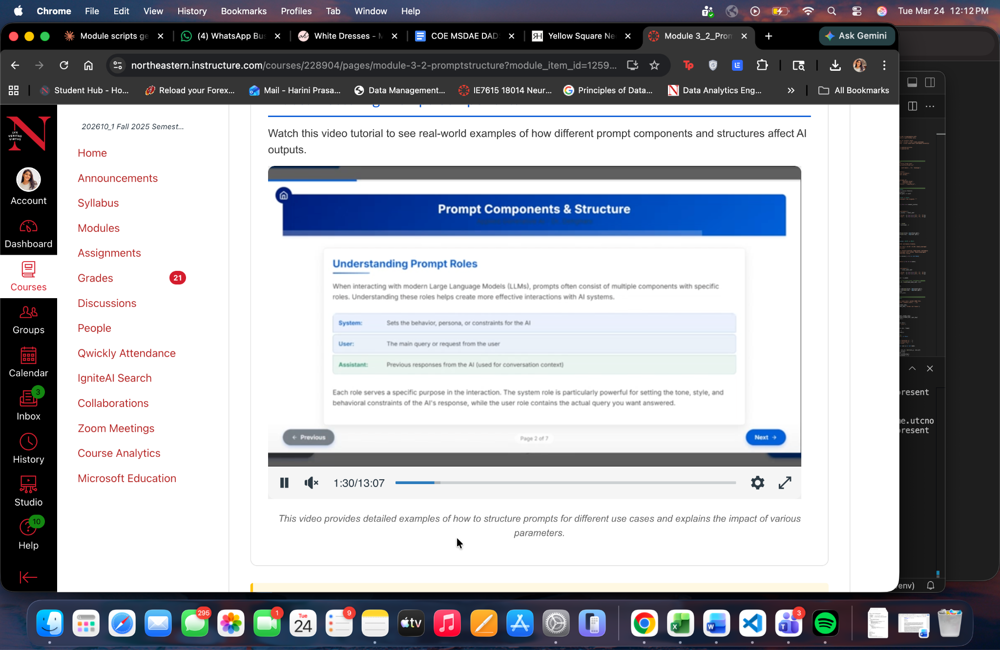 Chrome File Edit View History Bookmarks Profiles Tab Window Help Tue Mar 24 12:12 PM
Module scripts ge (4) WhatsApp Bus White Dresses - M COE MSDAE DADS Yellow Square Ne Module 3_2_Prom Ask Gemini
northeastern.instructure.com/courses/228904/pages/module-3-2-promptstructure?module_item_id=1259...
Student Hub - Ho... Reload your Forex... Mail - Harini Prasa... Data Management... IE7615 18014 Neur... Principles of Data... Data Analytics Eng... » All Bookmarks
LVX
VERITAS
VIRTVS
Account
Dashboard
Courses
Groups
Calendar
3
Inbox
History
Studio
10
Help
202610_1 Fall 2025 Semest...
Home
Announcements
Syllabus
Modules
Assignments
Grades 21
Discussions
People
Qwickly Attendance
IgniteAI Search
Collaborations
Zoom Meetings
Course Analytics
Microsoft Education
Watch this video tutorial to see real-world examples of how different prompt components and structures affect AI
outputs.
Prompt Components & Structure
Understanding Prompt Roles
When interacting with modern Large Language Models (LLMs), prompts often consist of multiple components with specific
roles. Understanding these roles helps create more effective interactions with AI systems.
System: Sets the behavior, persona, or constraints for the AI
User: The main query or request from the user
Assistant: Previous responses from the AI (used for conversation context)
Each role serves a specific purpose in the interaction. The system role is particularly powerful for setting the tone, style, and
behavioral constraints of the AI's response, while the user role contains the actual query you want answered.
← Previous Page 2 of 7 Next →
1:30/13:07
This video provides detailed examples of how to structure prompts for different use cases and explains the impact of various
parameters.
resent
e.utcno
resent
env)
295 1 Tue 24 9 tv 3